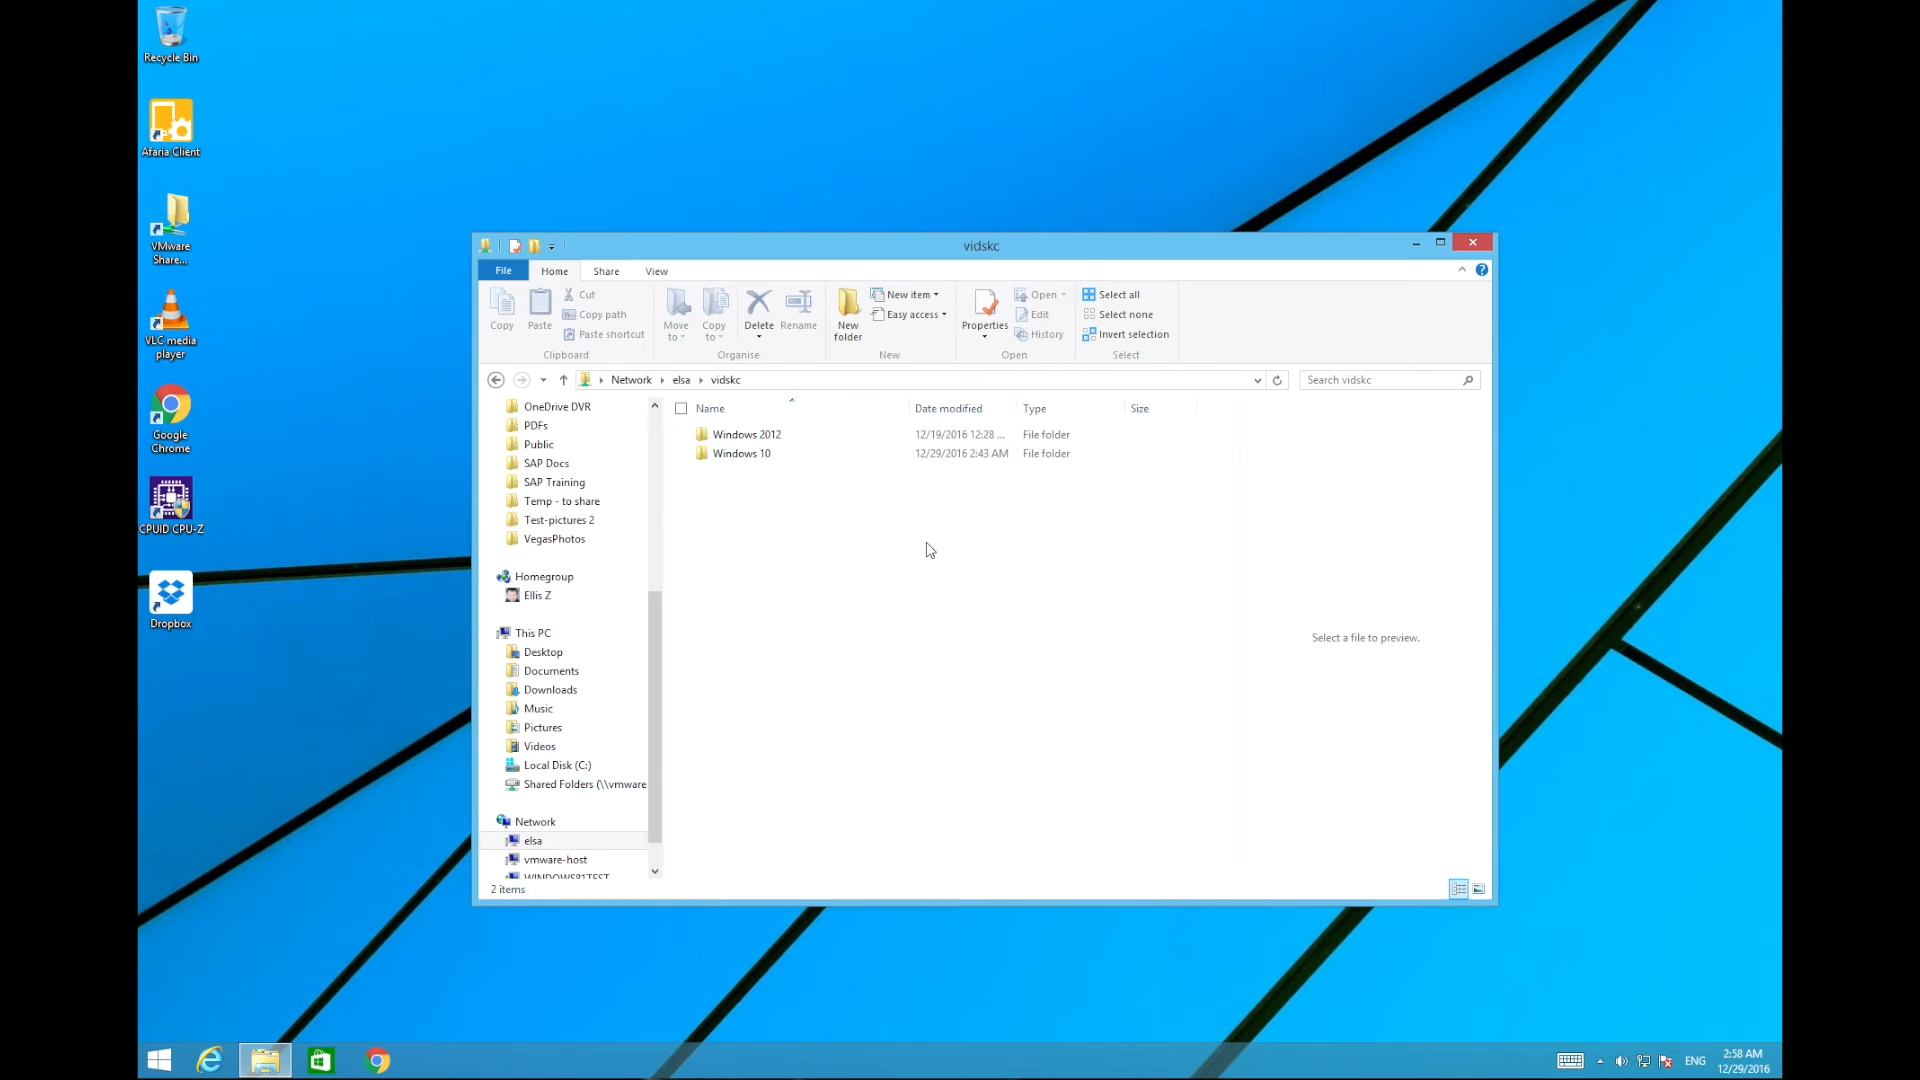 Recycle Bin
Afaria Client
VMware
Share...
VLC media
player
Google
Chrome
CPUID CPU-Z
Dropbox
vidskc
File
Home
Share
View
Copy
Paste
Cut
Copy path
Paste shortcut
Clipboard
Move
to
Copy
to
Delete
Rename
Organise
New
folder
New item
Easy access
New
Properties
Open
Edit
History
Open
Select all
Select none
Invert selection
Select
Network
elsa
vidskc
Search vidskc
OneDrive DVR
PDFs
Public
SAP Docs
SAP Training
Temp - to share
Test-pictures 2
VegasPhotos
Homegroup
Ellis Z
This PC
Desktop
Documents
Downloads
Music
Pictures
Videos
Local Disk (C:)
Shared Folders (\\vmware
Network
elsa
vmware-host
WINDOWS81TEST
Name
Date modified
Type
Size
Windows 2012
12/19/2016 12:28 ...
File folder
Windows 10
12/29/2016 2:43 AM
File folder
Select a file to preview.
2 items
ENG
2:58 AM
12/29/2016